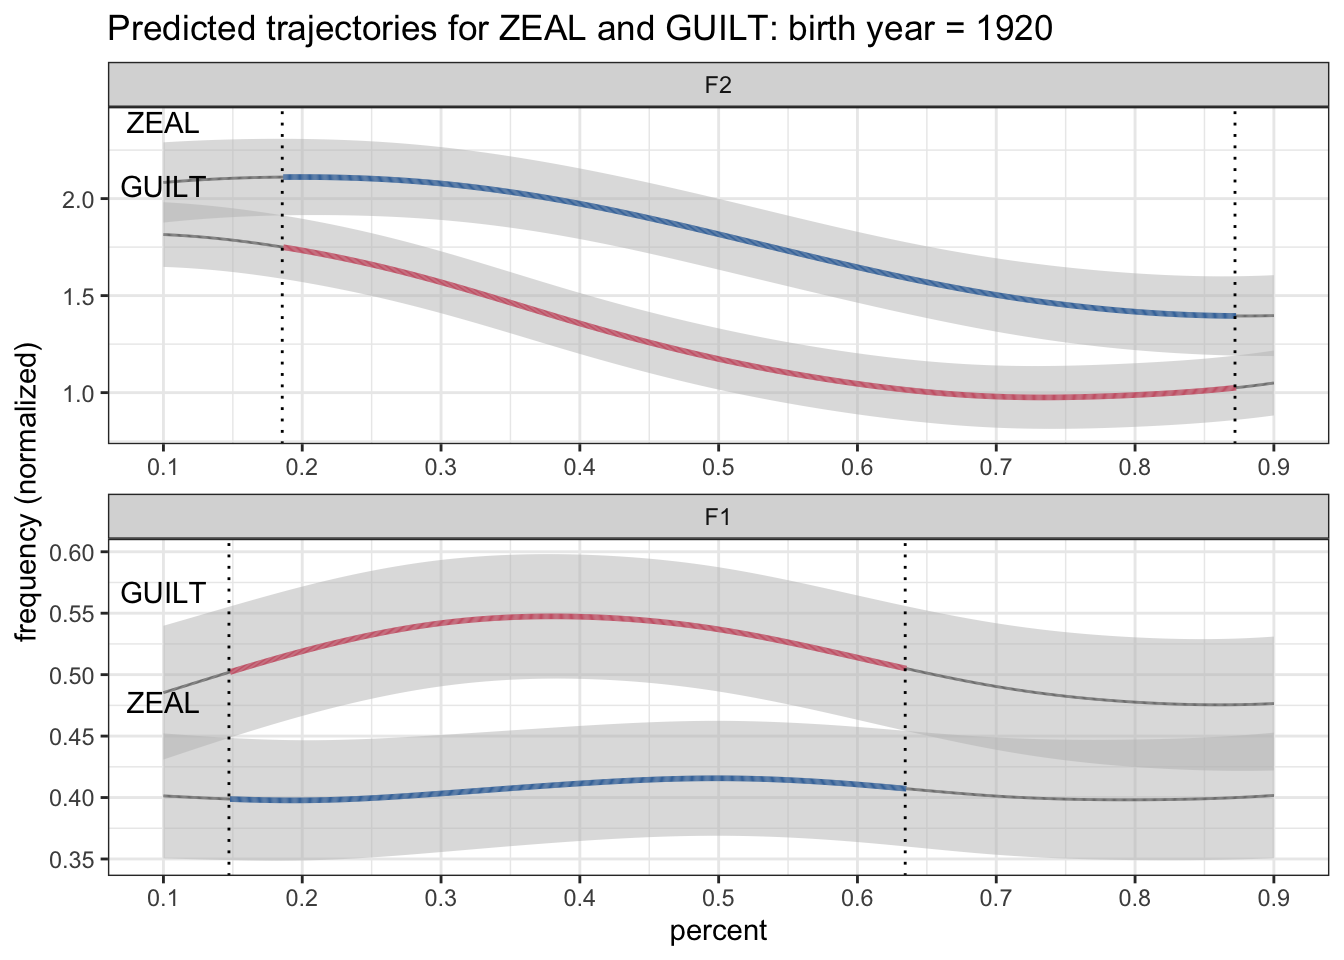 Predicted trajectories for ZEAL and GUILT: birth year = 1920
F2
ZEAL
GUILT
2.0
1.5
1.0
0.1 0.2 0.3 0.4 0.5 0.6 0.7 0.8 0.9
frequency (normalized)
F1
0.60
GUILT
0.55
0.50
ZEAL
0.45
0.40
0.35
0.1 0.2 0.3 0.4 0.5 0.6 0.7 0.8 0.9
percent